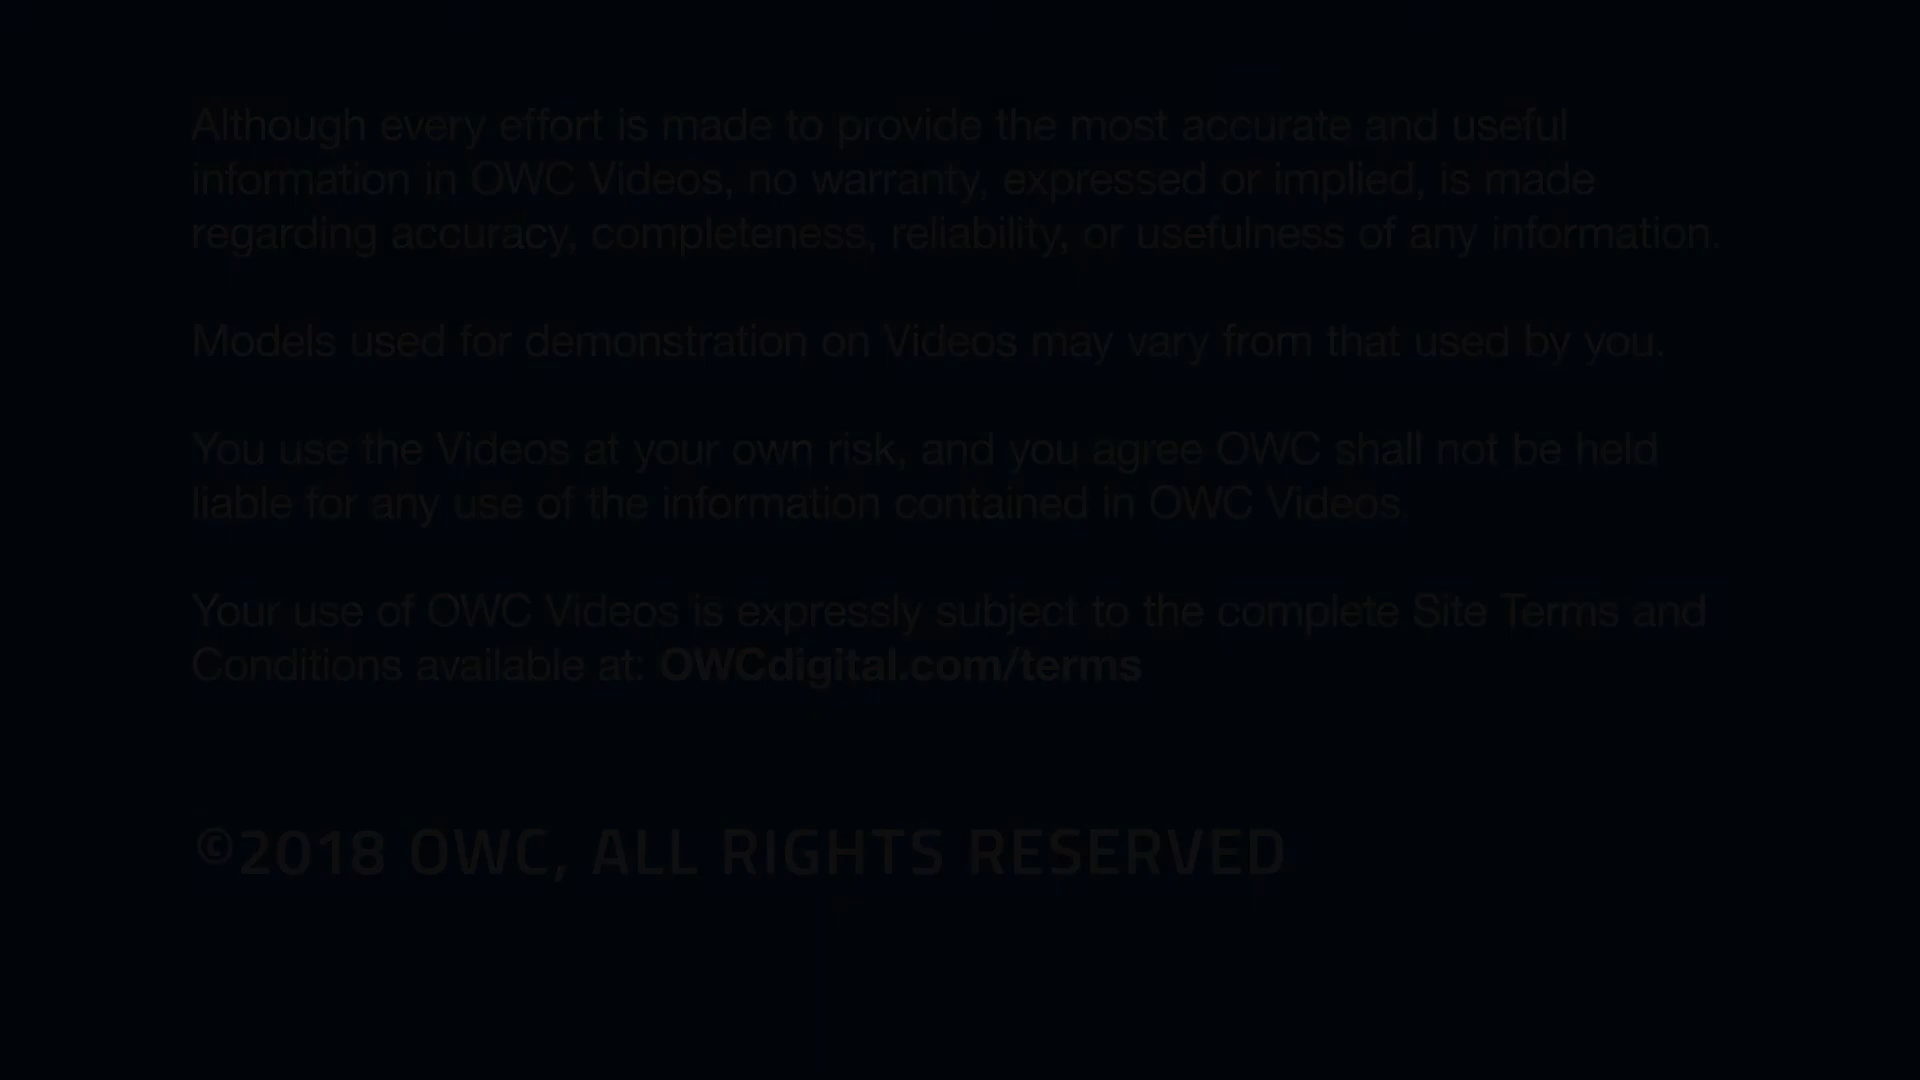 Although every effort is made to provide the most accurate and useful
information in OWC Videos, no warranty, expressed or implied, is made
regarding accuracy, completeness, reliability, or usefulness of any information.
Models used for demonstration on Videos may vary from that used by you.
You use the Videos at your own risk, and you agree OWC shall not be held
liable for any use of the information contained in OWC Videos.
Your use of OWC Videos is expressly subject to the complete Site Terms and
Conditions available at: OWCdigital.com/terms
©2018 OWC, ALL RIGHTS RESERVED